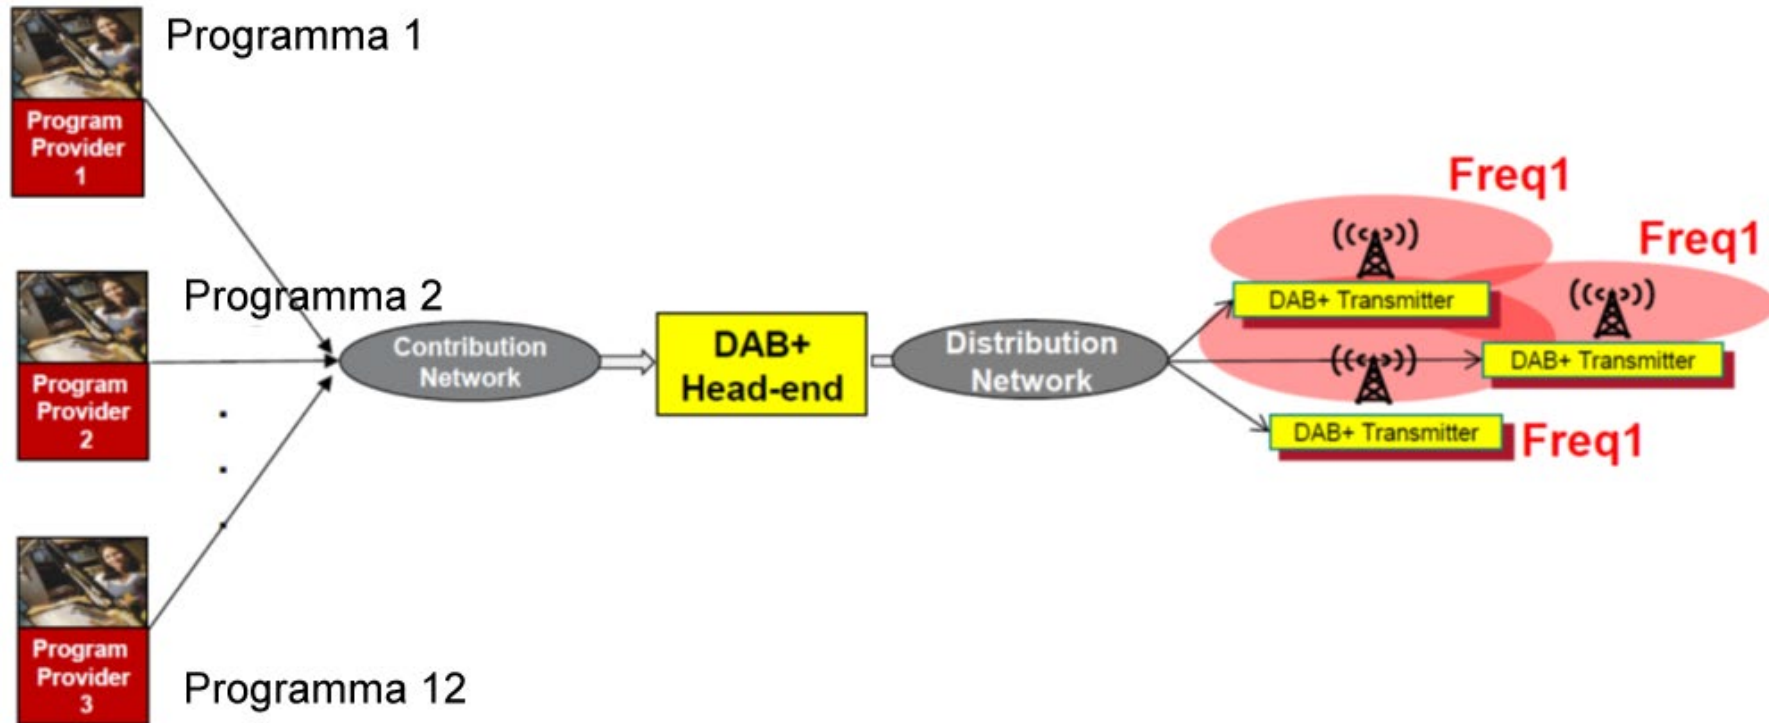 Programma 1
Program
Provider
1
Programma 2
Program
Provider
2
Programma 12
Program
Provider
3
Contribution
Network
DAB+
Head-end
Distribution
Network
Freq1
DAB+ Transmitter
Freq1
DAB+ Transmitter
DAB+ Transmitter
Freq1